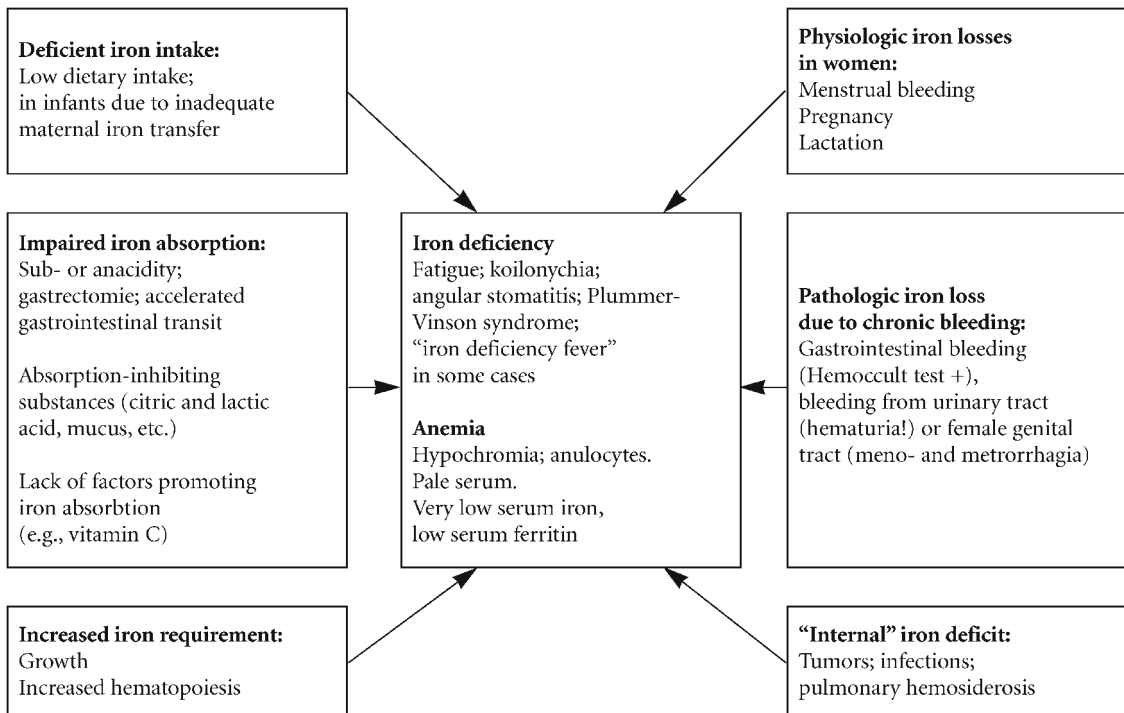 Deficient iron intake:
Low dietary intake;
in infants due to inadequate
maternal iron transfer
Physiologic iron losses
in women:
Menstrual bleeding
Pregnancy
Lactation
Impaired iron absorption:
Sub- or anacidity;
gastrectomie; accelerated
gastrointestinal transit
Absorption-inhibiting
substances (citric and lactic
acid, mucus, etc.)
Lack of factors promoting
iron absorbtion
(e.g., vitamin C)
Iron deficiency
Fatigue; koilonychia;
angular stomatitis; Plummer-
Vinson syndrome;
“iron deficiency fever”
in some cases
Anemia
Hypochromia; anulocytes.
Pale serum.
Very low serum iron,
low serum ferritin
Pathologic iron loss
due to chronic bleeding:
Gastrointestinal bleeding
(Hemoccult test +),
bleeding from urinary tract
(hematuria!) or female genital
tract (meno- and metrorrhagia)
Increased iron requirement:
Growth
Increased hematopoiesis
“Internal” iron deficit:
Tumors; infections;
pulmonary hemosiderosis